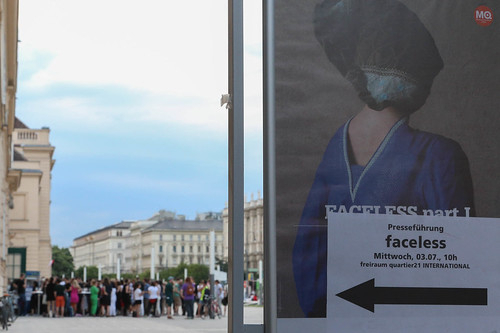 MQ
FACELESS part I
Presseführung
faceless
Mittwoch, 03.07., 10h
freiraum quartier21 INTERNATIONAL